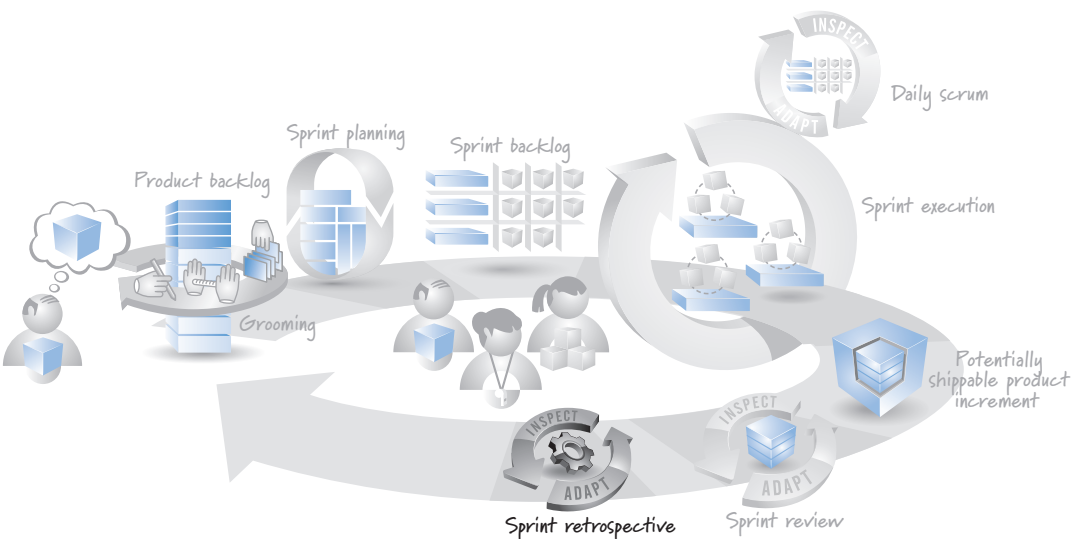 INSPECT
ADAPT
Daily scrum
Sprint planning
Sprint backlog
Product backlog
Sprint execution
Grooming
Potentially
shippable product
increment
INSPECT
ADAPT
Sprint retrospective
INSPECT
ADAPT
Sprint review